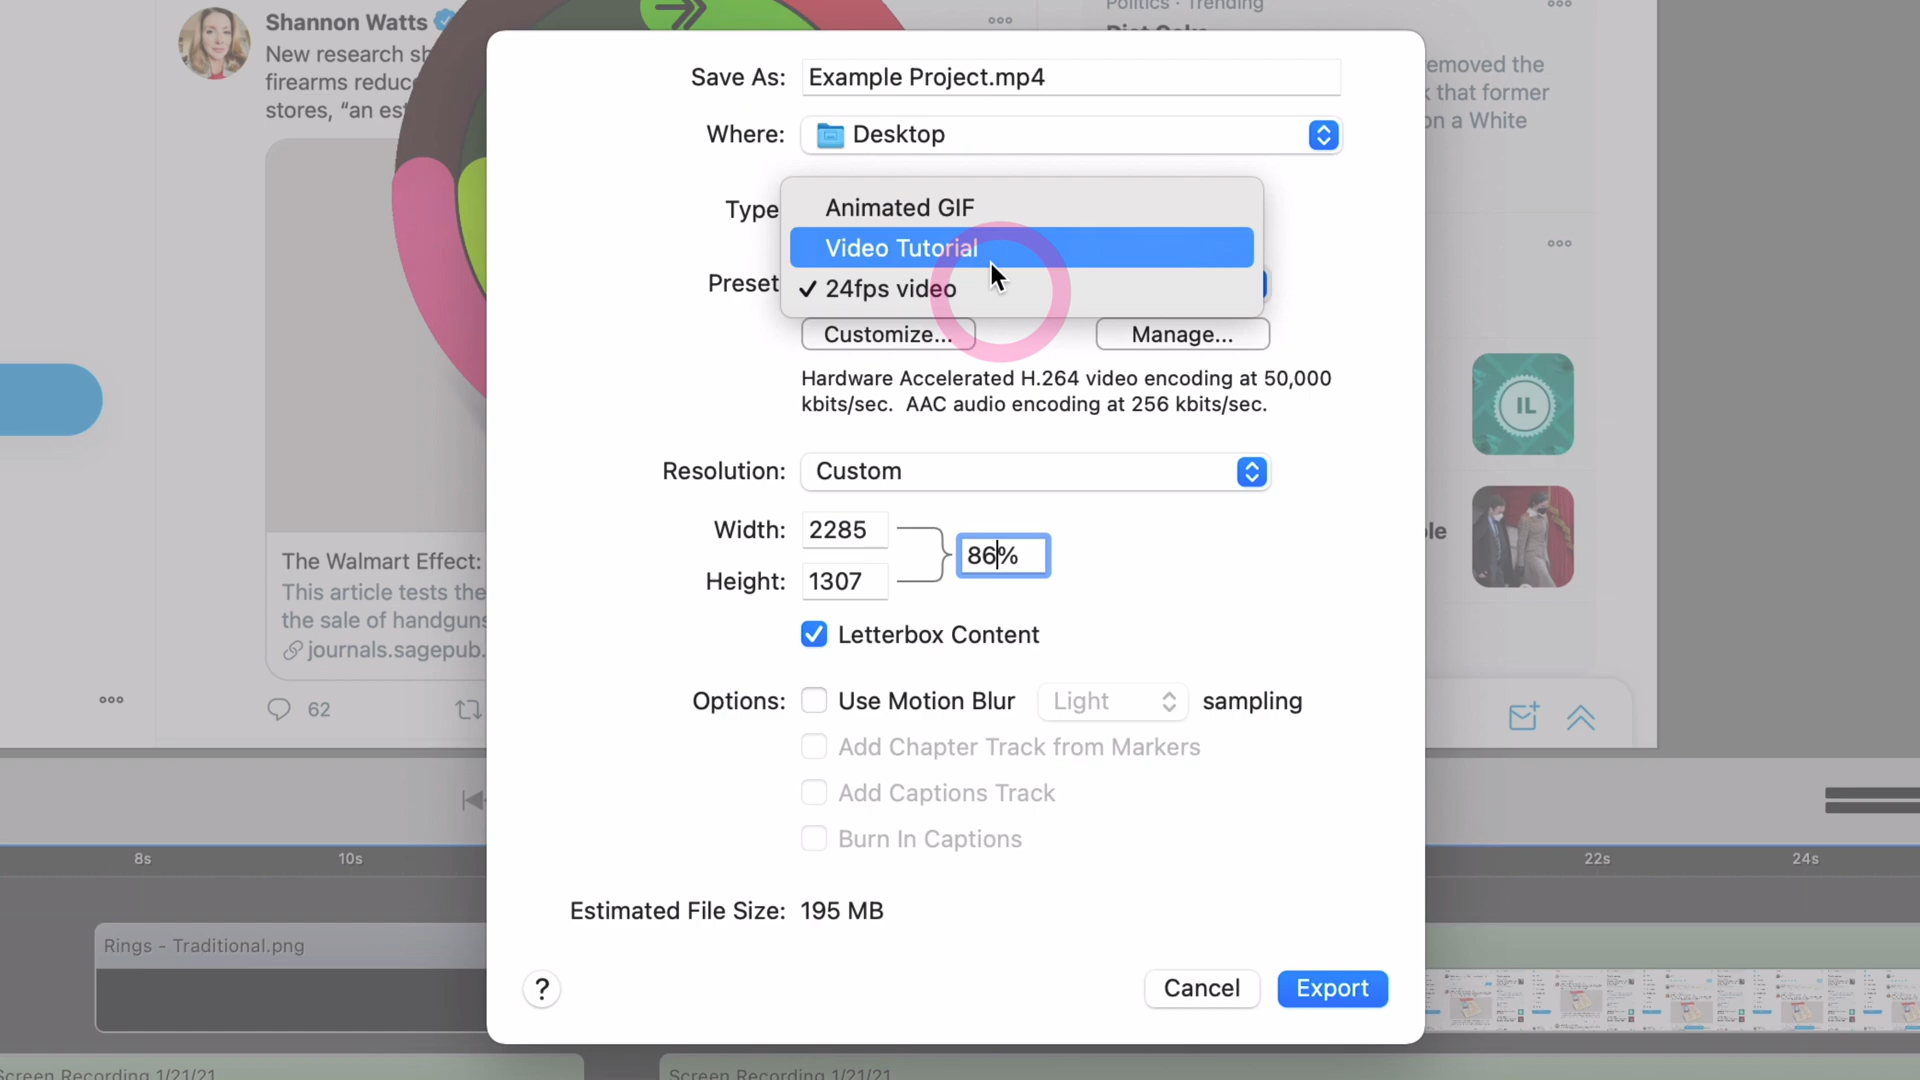 Shannon Watts
New research sh
firearms reduc
stores, “an es
Politics · Trending
emoved the
that former
on a White
Save As: Example Project.mp4
Where: Desktop
Type
Animated GIF
Video Tutorial
Preset
✓ 24fps video
Customize... Manage...
Hardware Accelerated H.264 video encoding at 50,000
kbits/sec. AAC audio encoding at 256 kbits/sec.
IL
Resolution: Custom
Width: 2285
86%
Height: 1307
Letterbox Content
The Walmart Effect:
This article tests the
the sale of handguns
journals.sagepub.
62
Options: Use Motion Blur Light sampling
Add Chapter Track from Markers
Add Captions Track
Burn In Captions
8s 10s 22s 24s
Estimated File Size: 195 MB
Rings - Traditional.png
? Cancel Export
Screen Recording 1/21/21 Screen Recording 1/21/21